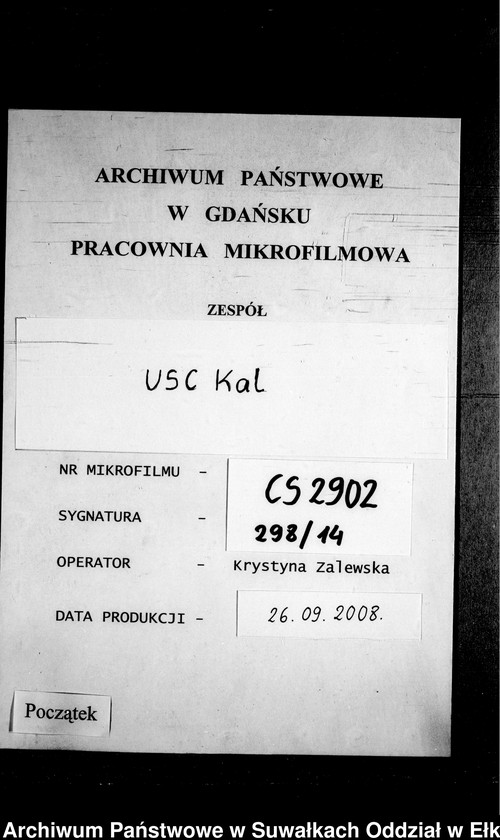 ARCHIWUM PAŃSTWOWE
W GDAŃSKU
PRACOWNIA MIKROFILMOWA
ZESPÓŁ
USC Kal
NR MIKROFILMU - CS 2902
SYGNATURA - 298/14
OPERATOR - Krystyna Zalewska
DATA PRODUKCJI - 26.09.2008.
Początek
Archiwum Państwowe w Suwałkach Oddział w Ełk